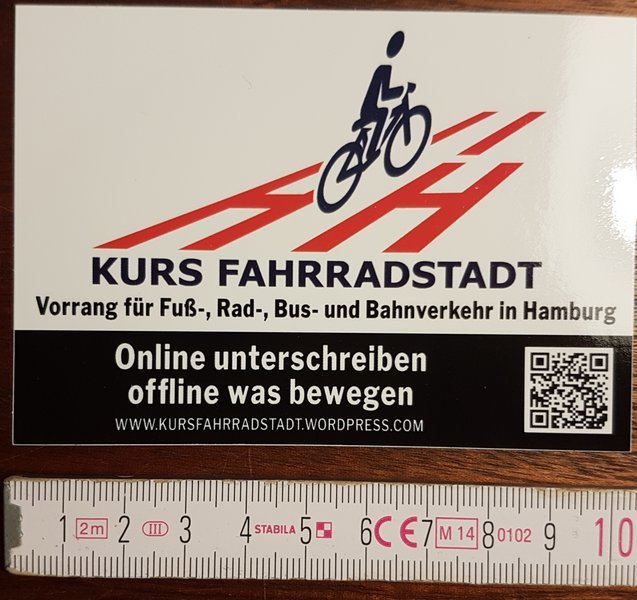 KURS FAHRRADSTADT
Vorrang für Fuß-, Rad-, Bus- und Bahnverkehr in Hamburg
Online unterschreiben
offline was bewegen
WWW.KURSFAHRRADSTADT.WORDPRESS.COM
1 2m 2 III 3 4 STABILA 5 6 CE 7 M 14 8 0102 9 10